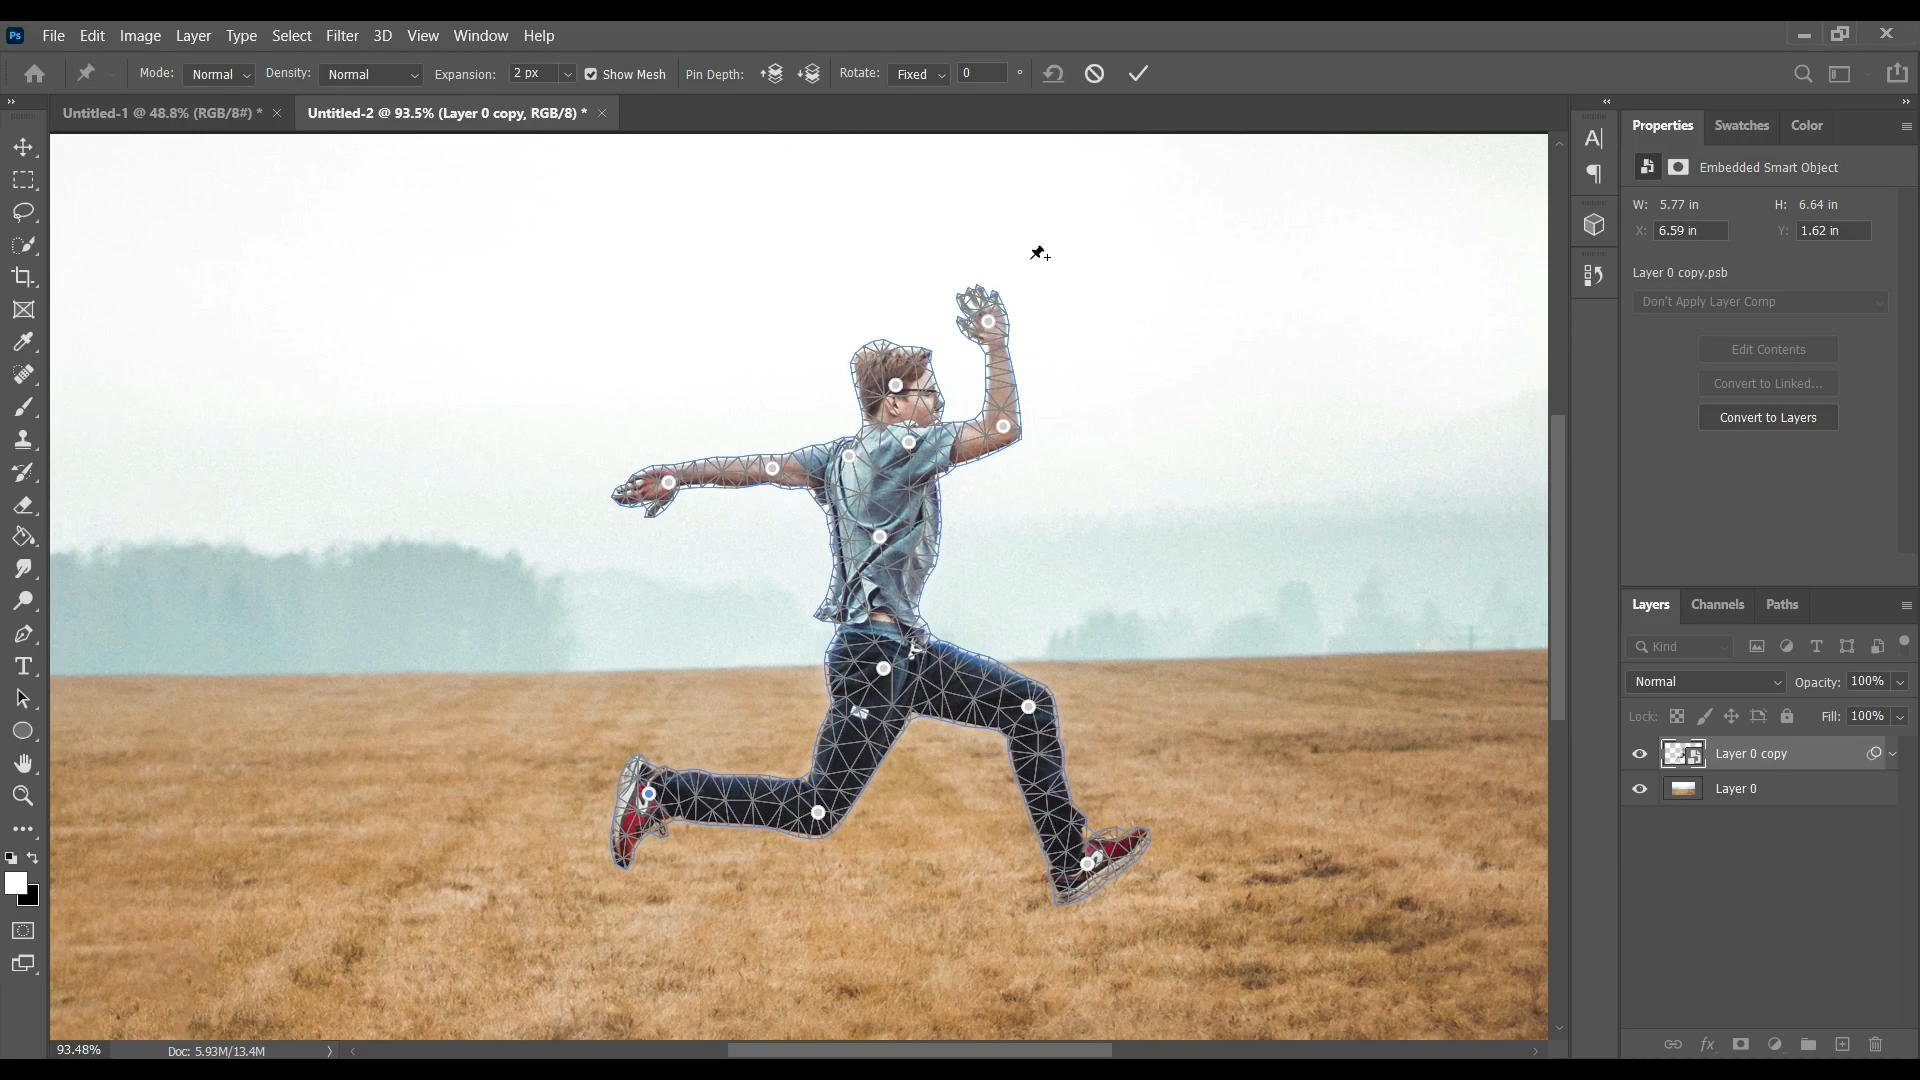 Ps File Edit Image Layer Type Select Filter 3D View Window Help
Mode: Normal Density: Normal Expansion: 2 px Show Mesh Pin Depth: Rotate: Fixed 0 °
Untitled-1 @ 48.8% (RGB/8#) * × Untitled-2 @ 93.5% (Layer 0 copy, RGB/8) * ×
Properties Swatches Color
Embedded Smart Object
W: 5.77 in H: 6.64 in
X: 6.59 in Y: 1.62 in
Layer 0 copy.psb
Don't Apply Layer Comp
Edit Contents
Convert to Linked...
Convert to Layers
Layers Channels Paths
Kind
Normal Opacity: 100%
Lock: Fill: 100%
Layer 0 copy
Layer 0
93.48% Doc: 5.93M/13.4M
fx